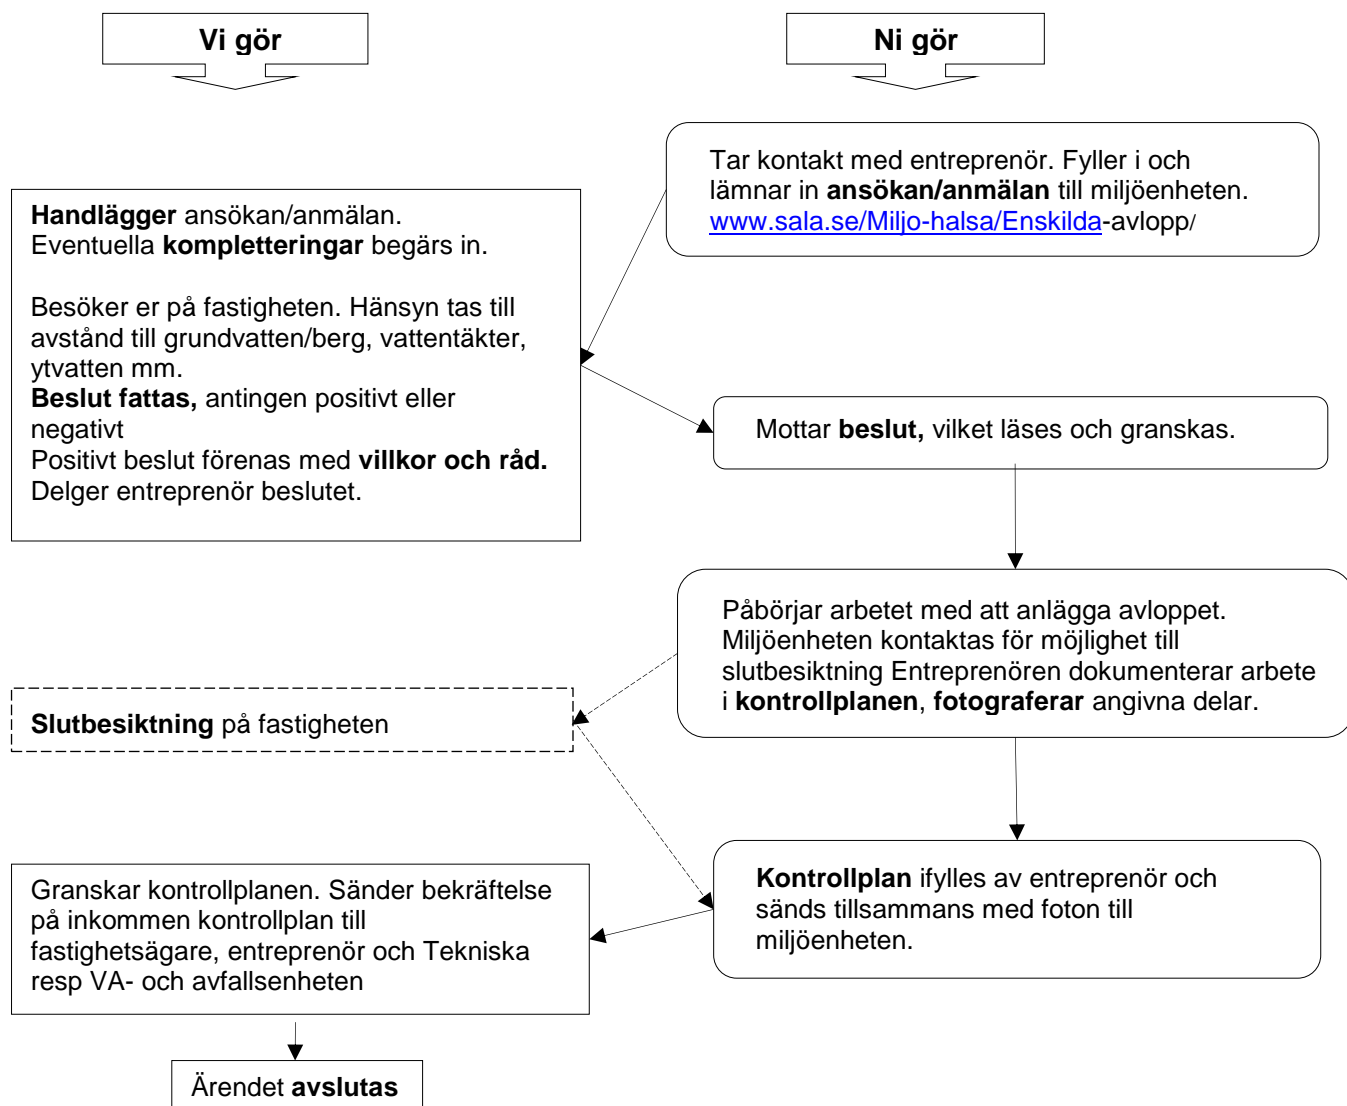 Vi gör
Ni gör
Tar kontakt med entreprenör. Fyller i och
lämnar in ansökan/anmälan till miljöenheten.
www.sala.se/Miljo-halsa/Enskilda-avlopp/
Handlägger ansökan/anmälan.
Eventuella kompletteringar begärs in.
Besöker er på fastigheten. Hänsyn tas till
avstånd till grundvatten/berg, vattentäkter,
ytvatten mm.
Beslut fattas, antingen positivt eller
negativt
Positivt beslut förenas med villkor och råd.
Delger entreprenör beslutet.
Mottar beslut, vilket läses och granskas.
Påbörjar arbetet med att anlägga avloppet.
Miljöenheten kontaktas för möjlighet till
slutbesiktning Entreprenören dokumenterar arbete
i kontrollplanen, fotograferar angivna delar.
Slutbesiktning på fastigheten
Kontrollplan ifylles av entreprenör och
sänds tillsammans med foton till
miljöenheten.
Granskar kontrollplanen. Sänder bekräftelse
på inkommen kontrollplan till
fastighetsägare, entreprenör och Tekniska
resp VA- och avfallsenheten
Ärendet avslutas